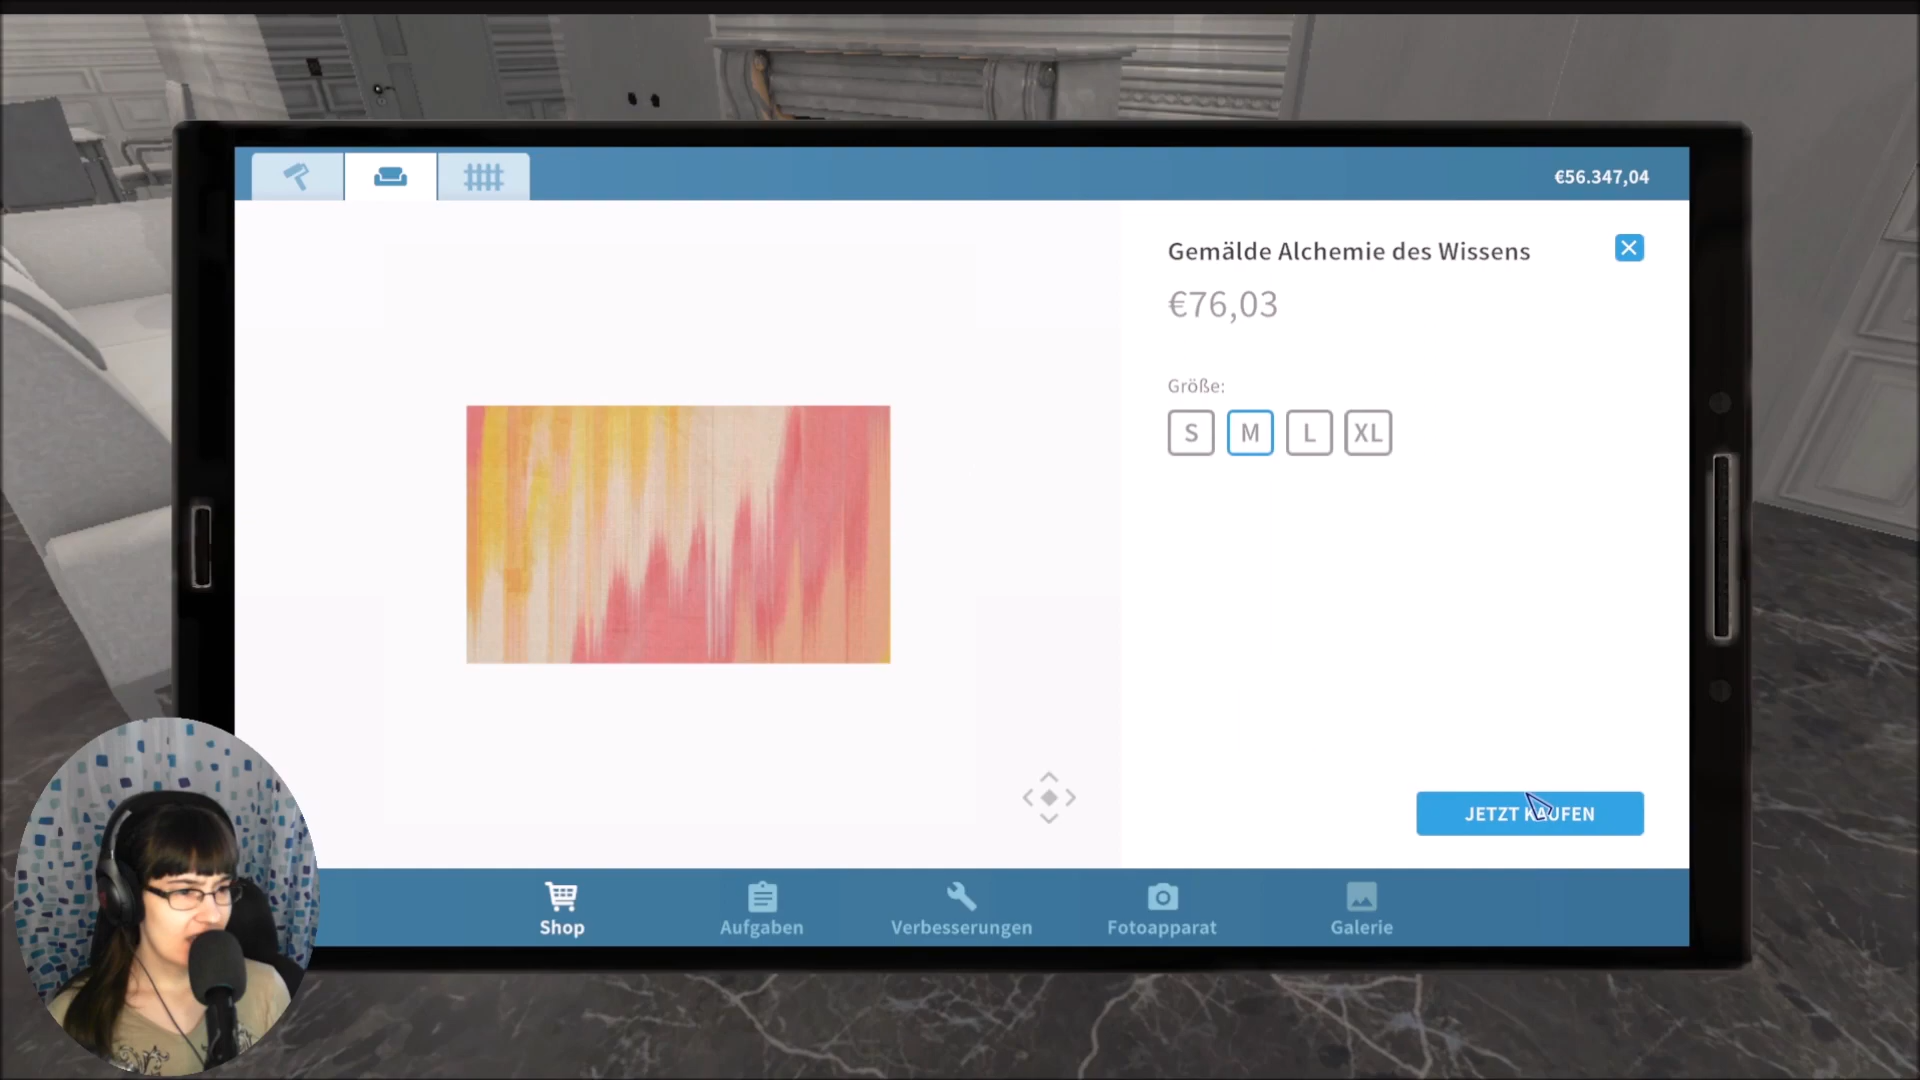 €56.347,04
Gemälde Alchemie des Wissens
€76,03
Größe:
S M L XL
JETZT KAUFEN
Shop Aufgaben Verbesserungen Fotoapparat Galerie